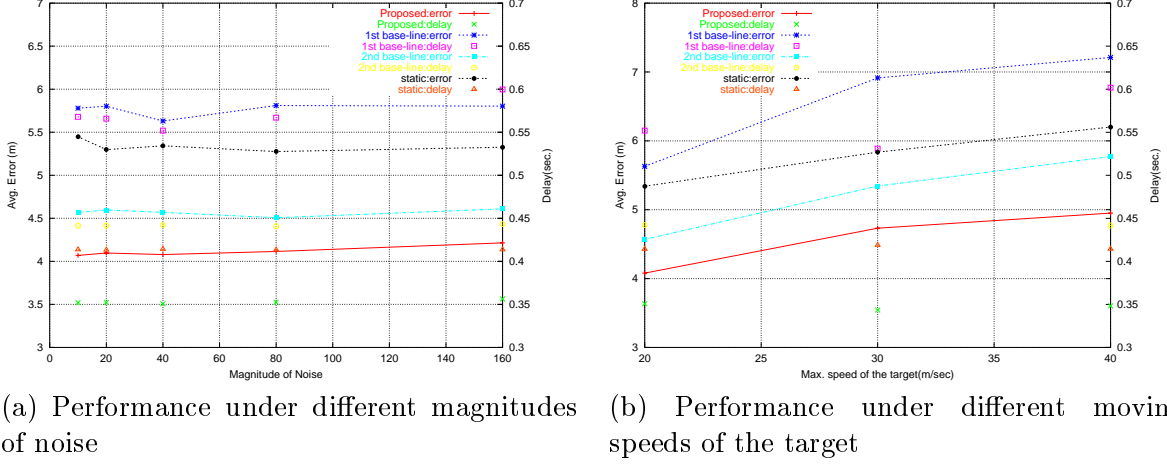 7
6.5
6
5.5
5
4.5
4
3.5
3
Avg. Error (m)
0 20 40 60 80 100 120 140 160
Magnitude of Noise
0.7
0.65
0.6
0.55
0.5
0.45
0.4
0.35
0.3
Delay(sec.)
Proposed:error
Proposed:delay
1st base-line:error
1st base-line:delay
2nd base-line:error
2nd base-line:delay
static:error
static:delay
(a) Performance under different magnitudes
of noise
8
7
6
5
4
3
Avg. Error (m)
20 25 30 35 40
Max. speed of the target(m/sec)
0.7
0.65
0.6
0.55
0.5
0.45
0.4
0.35
0.3
Delay(sec.)
Proposed:error
Proposed:delay
1st base-line:error
1st base-line:delay
2nd base-line:error
2nd base-line:delay
static:error
static:delay
(b) Performance under different movin
speeds of the target